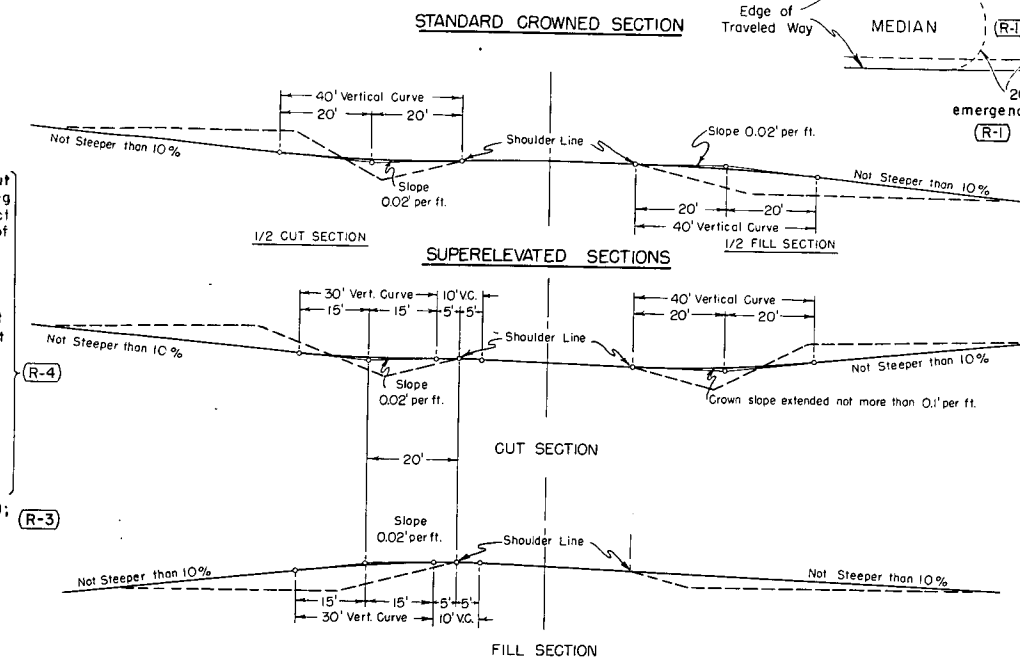 STANDARD CROWNED SECTION
Edge of
Traveled Way
MEDIAN
(R-1
20
emergenc
(R-1)
40' Vertical Curve
20' 20'
Not Steeper than 10%
Shoulder Line
Slope 0.02' per ft.
Slope
0.02' per ft.
Not Steeper than 10%
20' 20'
40' Vertical Curve
1/2 CUT SECTION
1/2 FILL SECTION
ut
g
ct
of
t
t
(R-4)
;
(R-3)
SUPERELEVATED SECTIONS
30' Vert. Curve 10' V.C.
15' 15' 5' 5'
40' Vertical Curve
20' 20'
Not Steeper than 10%
Shoulder Line
Not Steeper than 10%
Slope
0.02' per ft.
Crown slope extended not more than 0.1' per ft.
20'
CUT SECTION
Slope
0.02' per ft.
Shoulder Line
Not Steeper than 10%
Not Steeper than 10%
15' 15' 5' 5'
30' Vert. Curve 10' V.C.
FILL SECTION